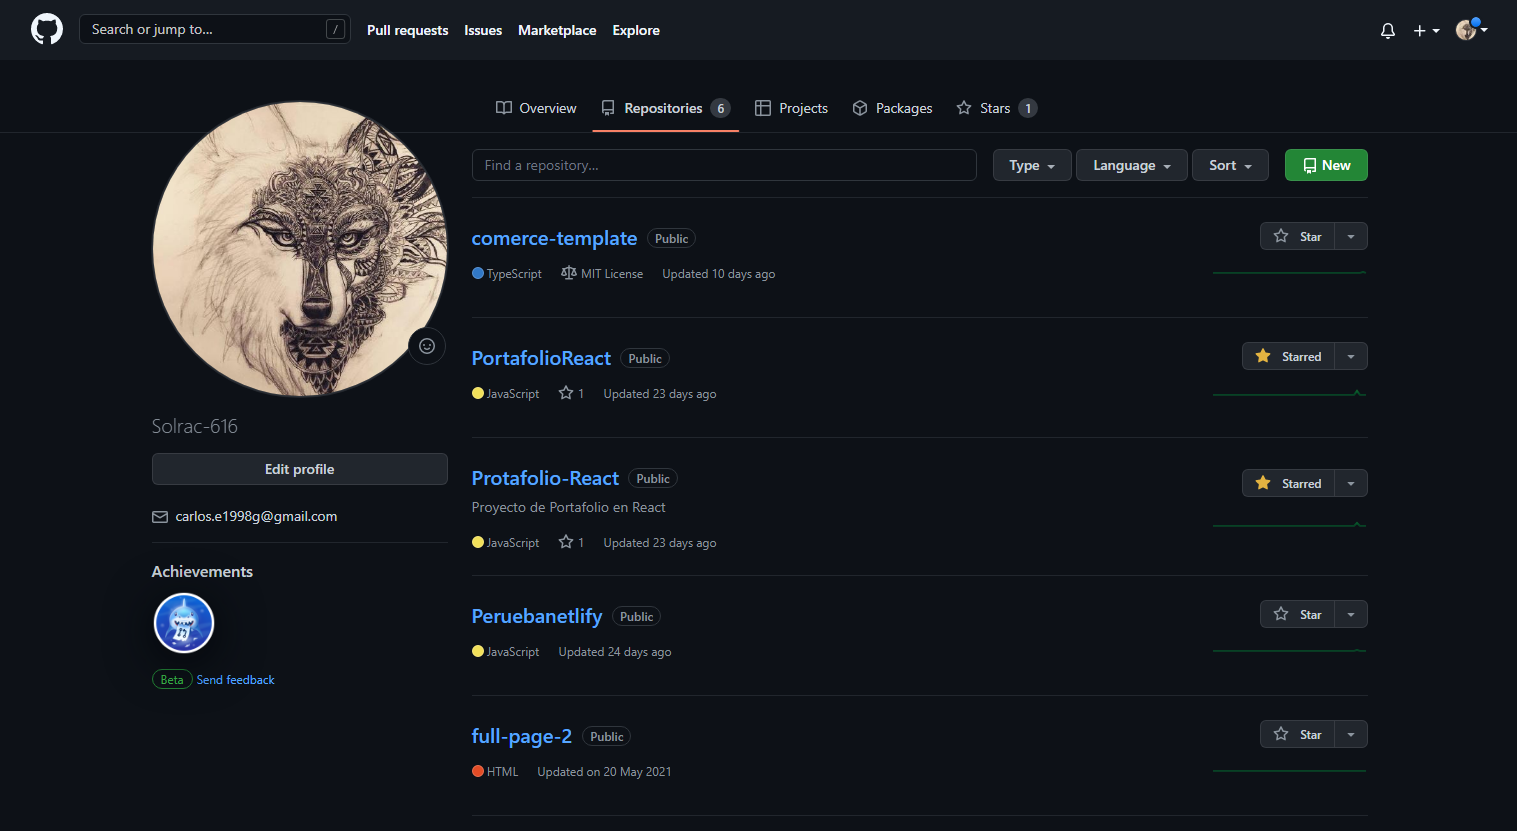 Search or jump to... /
Pull requests Issues Marketplace Explore
Overview Repositories 6 Projects Packages Stars 1
Solrac-616
Edit profile
carlos.e1998g@gmail.com
Achievements
Beta Send feedback
Find a repository... Type Language Sort New
comerce-template Public Star
TypeScript MIT License Updated 10 days ago
PortafolioReact Public Starred
JavaScript 1 Updated 23 days ago
Protafolio-React Public Starred
Proyecto de Portafolio en React
JavaScript 1 Updated 23 days ago
Peruebanetlify Public Star
JavaScript Updated 24 days ago
full-page-2 Public Star
HTML Updated on 20 May 2021